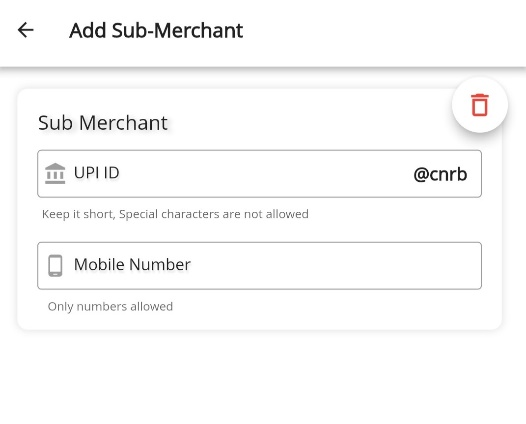 Add Sub-Merchant
Sub Merchant
UPI ID @cnrb
Keep it short, Special characters are not allowed
Mobile Number
Only numbers allowed